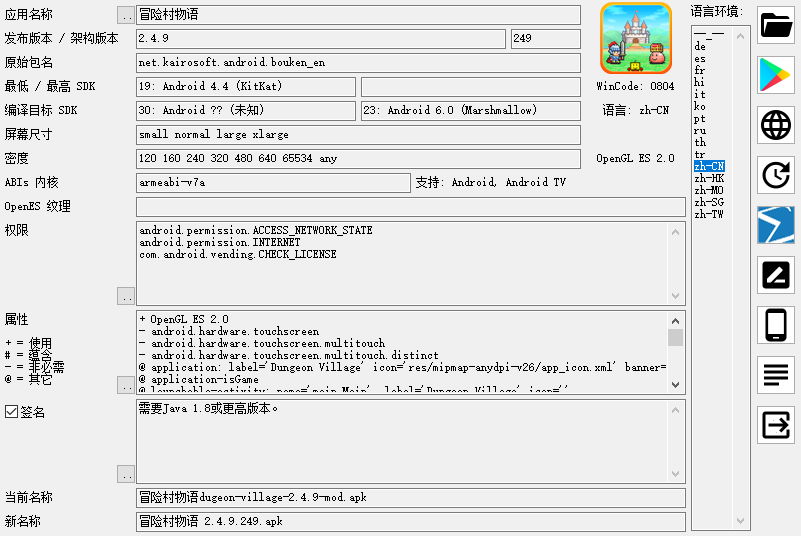 应用名称
..
冒险村物语
语言环境:
发布版本 / 架构版本
2.4.9
249
原始包名
net.kairosoft.android.bouken_en
最低 / 最高 SDK
19: Android 4.4 (KitKat)
WinCode: 0804
编译目标 SDK
30: Android ?? (未知)
23: Android 6.0 (Marshmallow)
语言: zh-CN
屏幕尺寸
small normal large xlarge
密度
120 160 240 320 480 640 65534 any
OpenGL ES 2.0
ABIs 内核
armeabi-v7a
支持: Android, Android TV
OpenES 纹理
权限
android.permission.ACCESS_NETWORK_STATE
android.permission.INTERNET
com.android.vending.CHECK_LICENSE
..
属性
+ = 使用
# = 蕴含
- = 非必需
@ = 其它
..
+ OpenGL ES 2.0
- android.hardware.touchscreen
- android.hardware.touchscreen.multitouch
- android.hardware.touchscreen.multitouch.distinct
@ application: label='Dungeon Village' icon='res/mipmap-anydpi-v26/app_icon.xml' banner=
@ application-isGame
@ launchable-activity: name='main.Main' label='Dungeon Village' icon=''
签名
需要Java 1.8或更高版本。
..
当前名称
冒险村物语dugeon-village-2.4.9-mod.apk
新名称
冒险村物语 2.4.9.249.apk
__-__
de
es
fr
hi
it
ko
pt
ru
th
tr
zh-CN
zh-HK
zh-MO
zh-SG
zh-TW